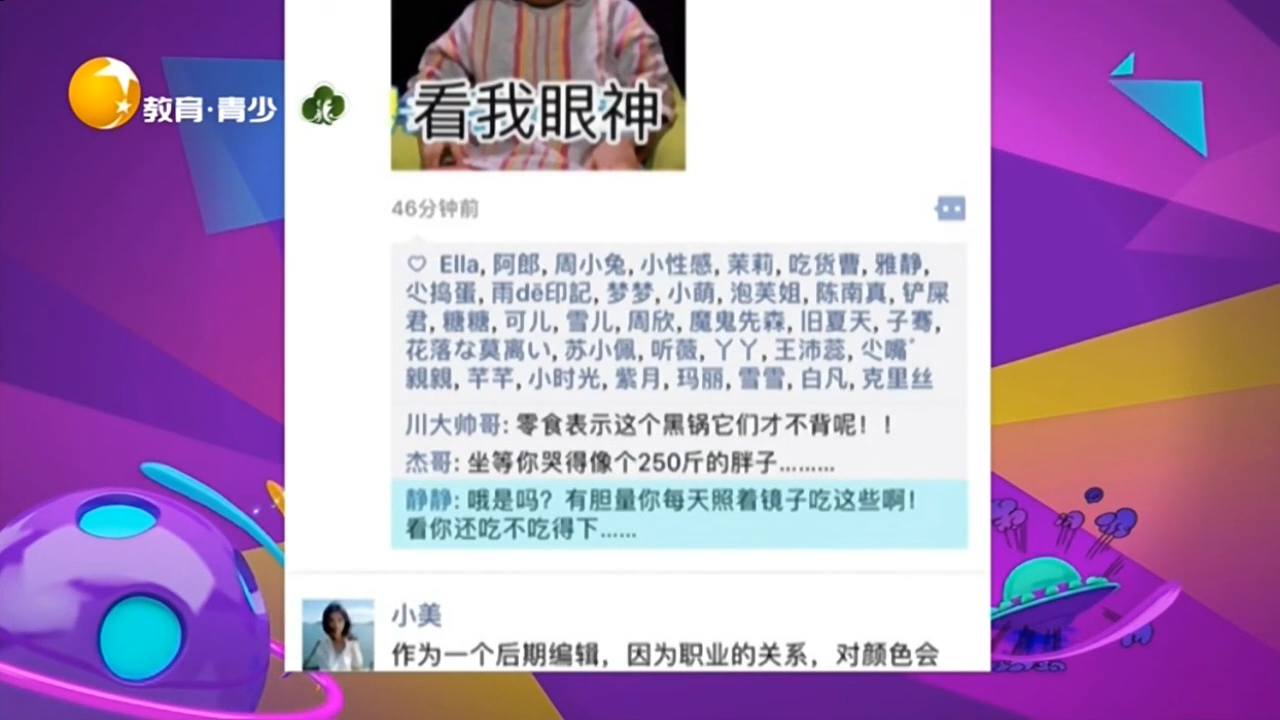 教育·青少
看我眼神
46分钟前
Ella, 阿郎, 周小兔, 小性感, 茉莉, 吃货曹, 雅静,
尐捣蛋, 雨dē印記, 梦梦, 小萌, 泡芙姐, 陈南真, 铲屎
君, 糖糖, 可儿, 雪儿, 周欣, 魔鬼先森, 旧夏天, 子骞,
花落な莫离い, 苏小佩, 听薇, 丫丫, 王沛蕊, 尐嘴゛
親親, 芊芊, 小时光, 紫月, 玛丽, 雪雪, 白凡, 克里丝
川大帅哥: 零食表示这个黑锅它们才不背呢！！
杰哥: 坐等你哭得像个250斤的胖子………
静静: 哦是吗？有胆量你每天照着镜子吃这些啊！
看你还吃不吃得下……
小美
作为一个后期编辑，因为职业的关系，对颜色会